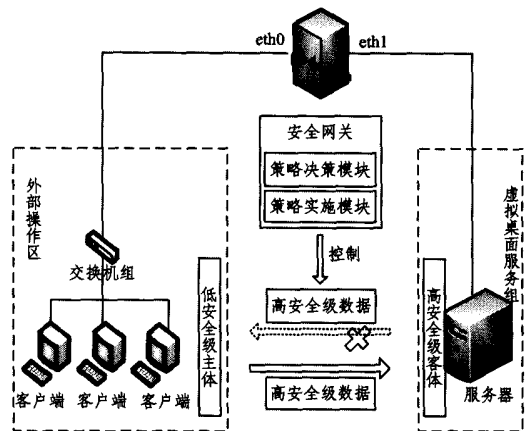 eth0
eth1
安全网关
策略决策模块
策略实施模块
控制
外部操作区
交换机组
低安全级主体
客户端
客户端
客户端
高安全级数据
高安全级数据
高安全级客体
虚拟桌面服务组
服务器